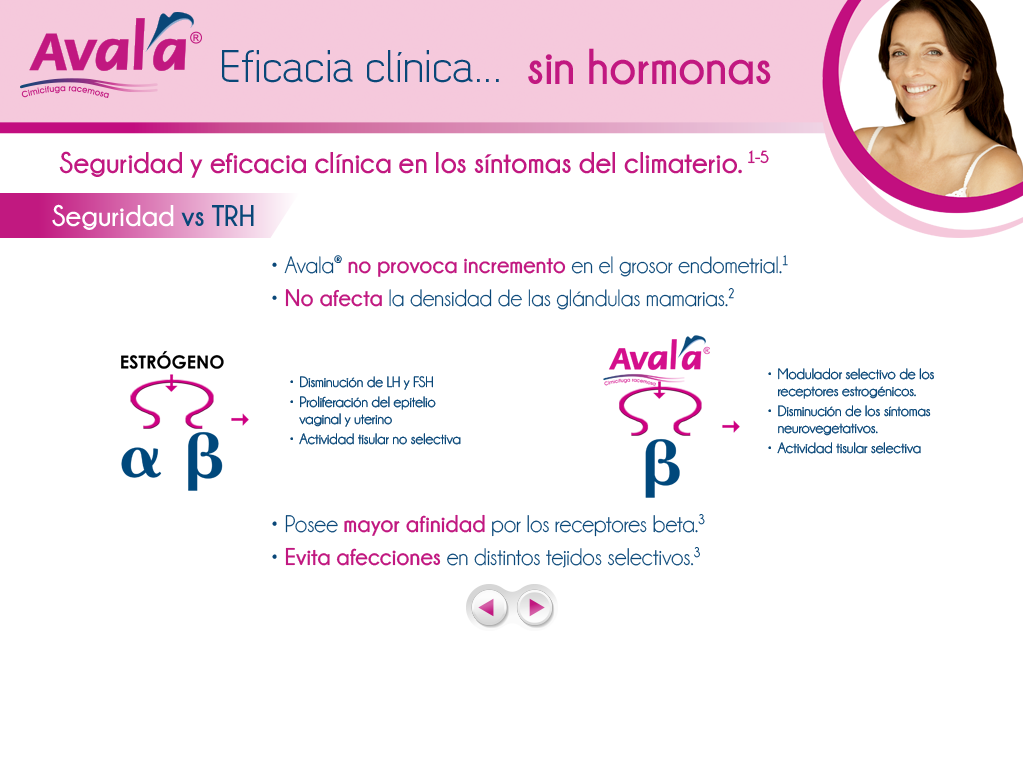 Avala®
Cimicifuga racemosa
Eficacia clínica... sin hormonas
Seguridad y eficacia clínica en los síntomas del climaterio. 1-5
Seguridad vs TRH
• Avala® no provoca incremento en el grosor endometrial.1
• No afecta la densidad de las glándulas mamarias.2
ESTRÓGENO
α β
• Disminución de LH y FSH
• Proliferación del epitelio
vaginal y uterino
• Actividad tisular no selectiva
Avala®
Cimicifuga racemosa
β
• Modulador selectivo de los
receptores estrogénicos.
• Disminución de los síntomas
neurovegetativos.
• Actividad tisular selectiva
• Posee mayor afinidad por los receptores beta.3
• Evita afecciones en distintos tejidos selectivos.3